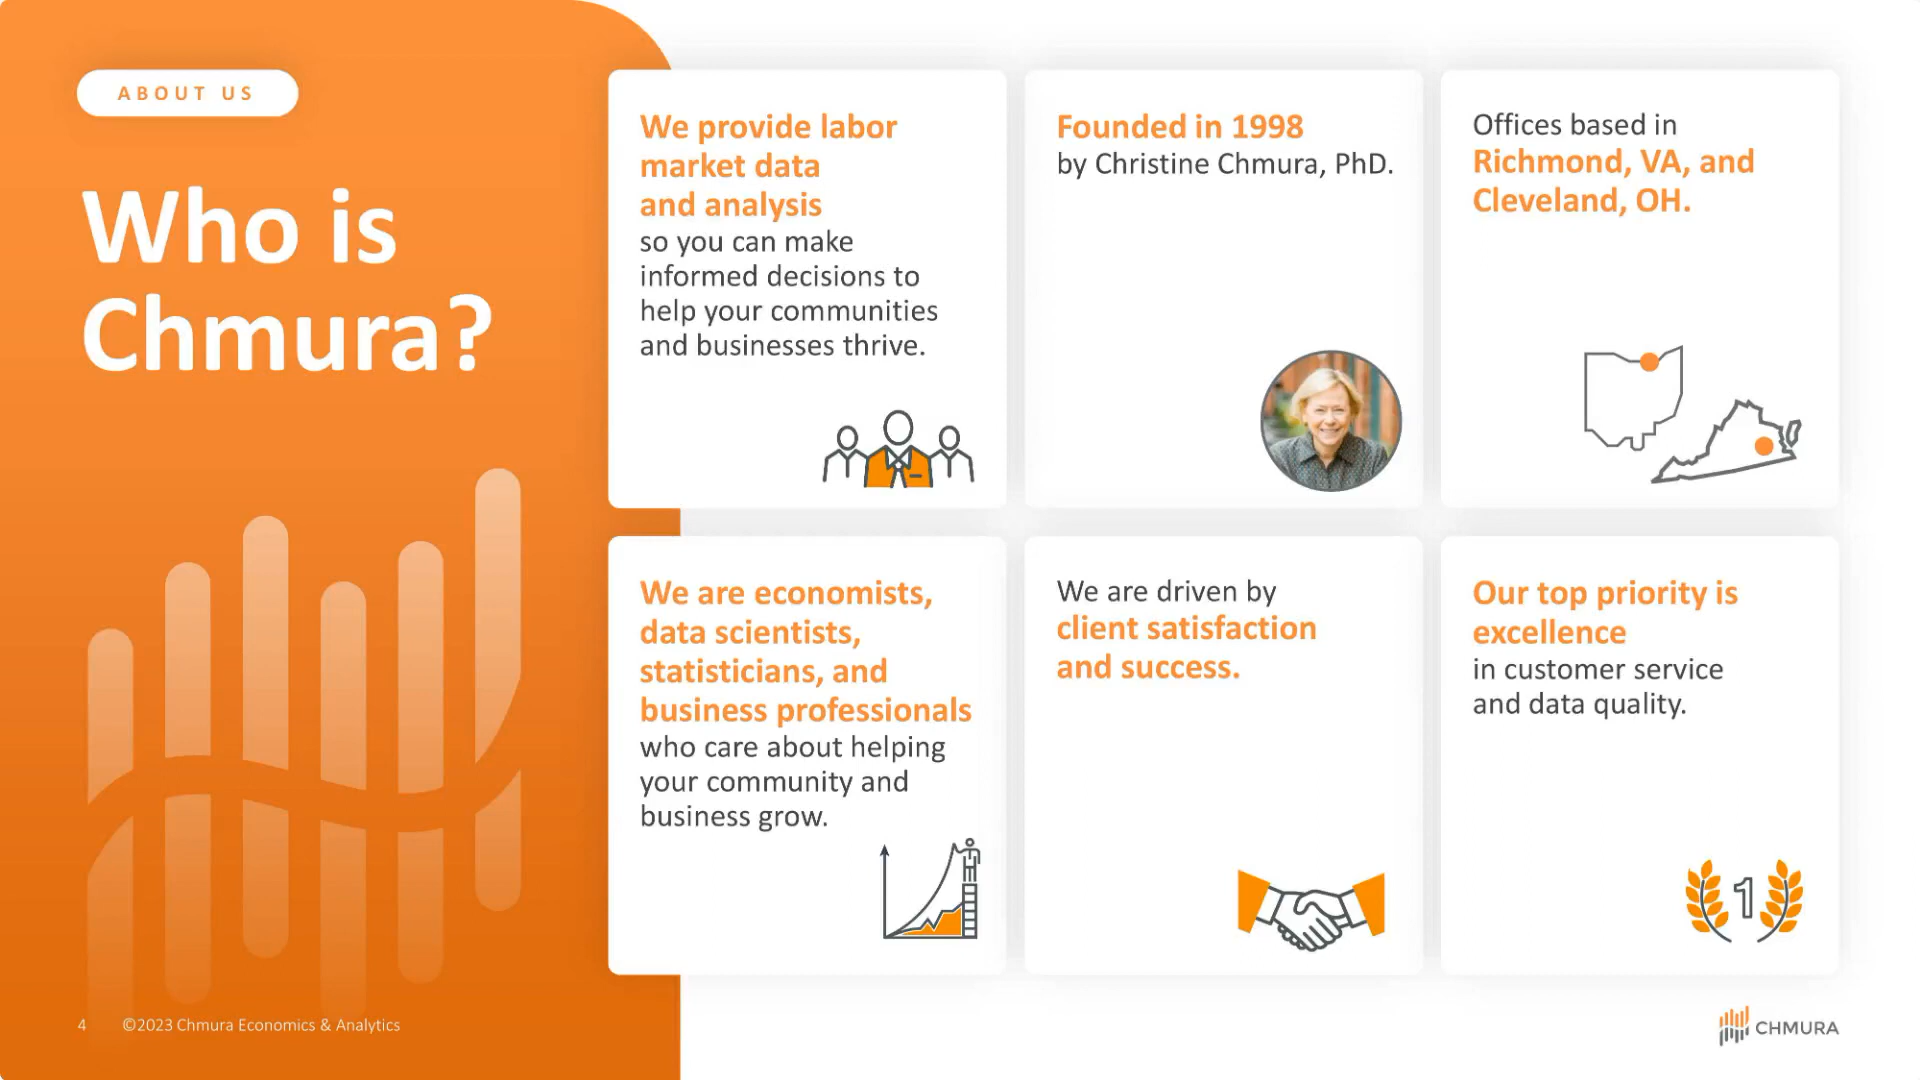 ABOUT US
Who is
Chmura?
We provide labor
market data
and analysis
so you can make
informed decisions to
help your communities
and businesses thrive.
Founded in 1998
by Christine Chmura, PhD.
Offices based in
Richmond, VA, and
Cleveland, OH.
We are economists,
data scientists,
statisticians, and
business professionals
who care about helping
your community and
business grow.
We are driven by
client satisfaction
and success.
Our top priority is
excellence
in customer service
and data quality.
1
4 ©2023 Chmura Economics & Analytics
CHMURA